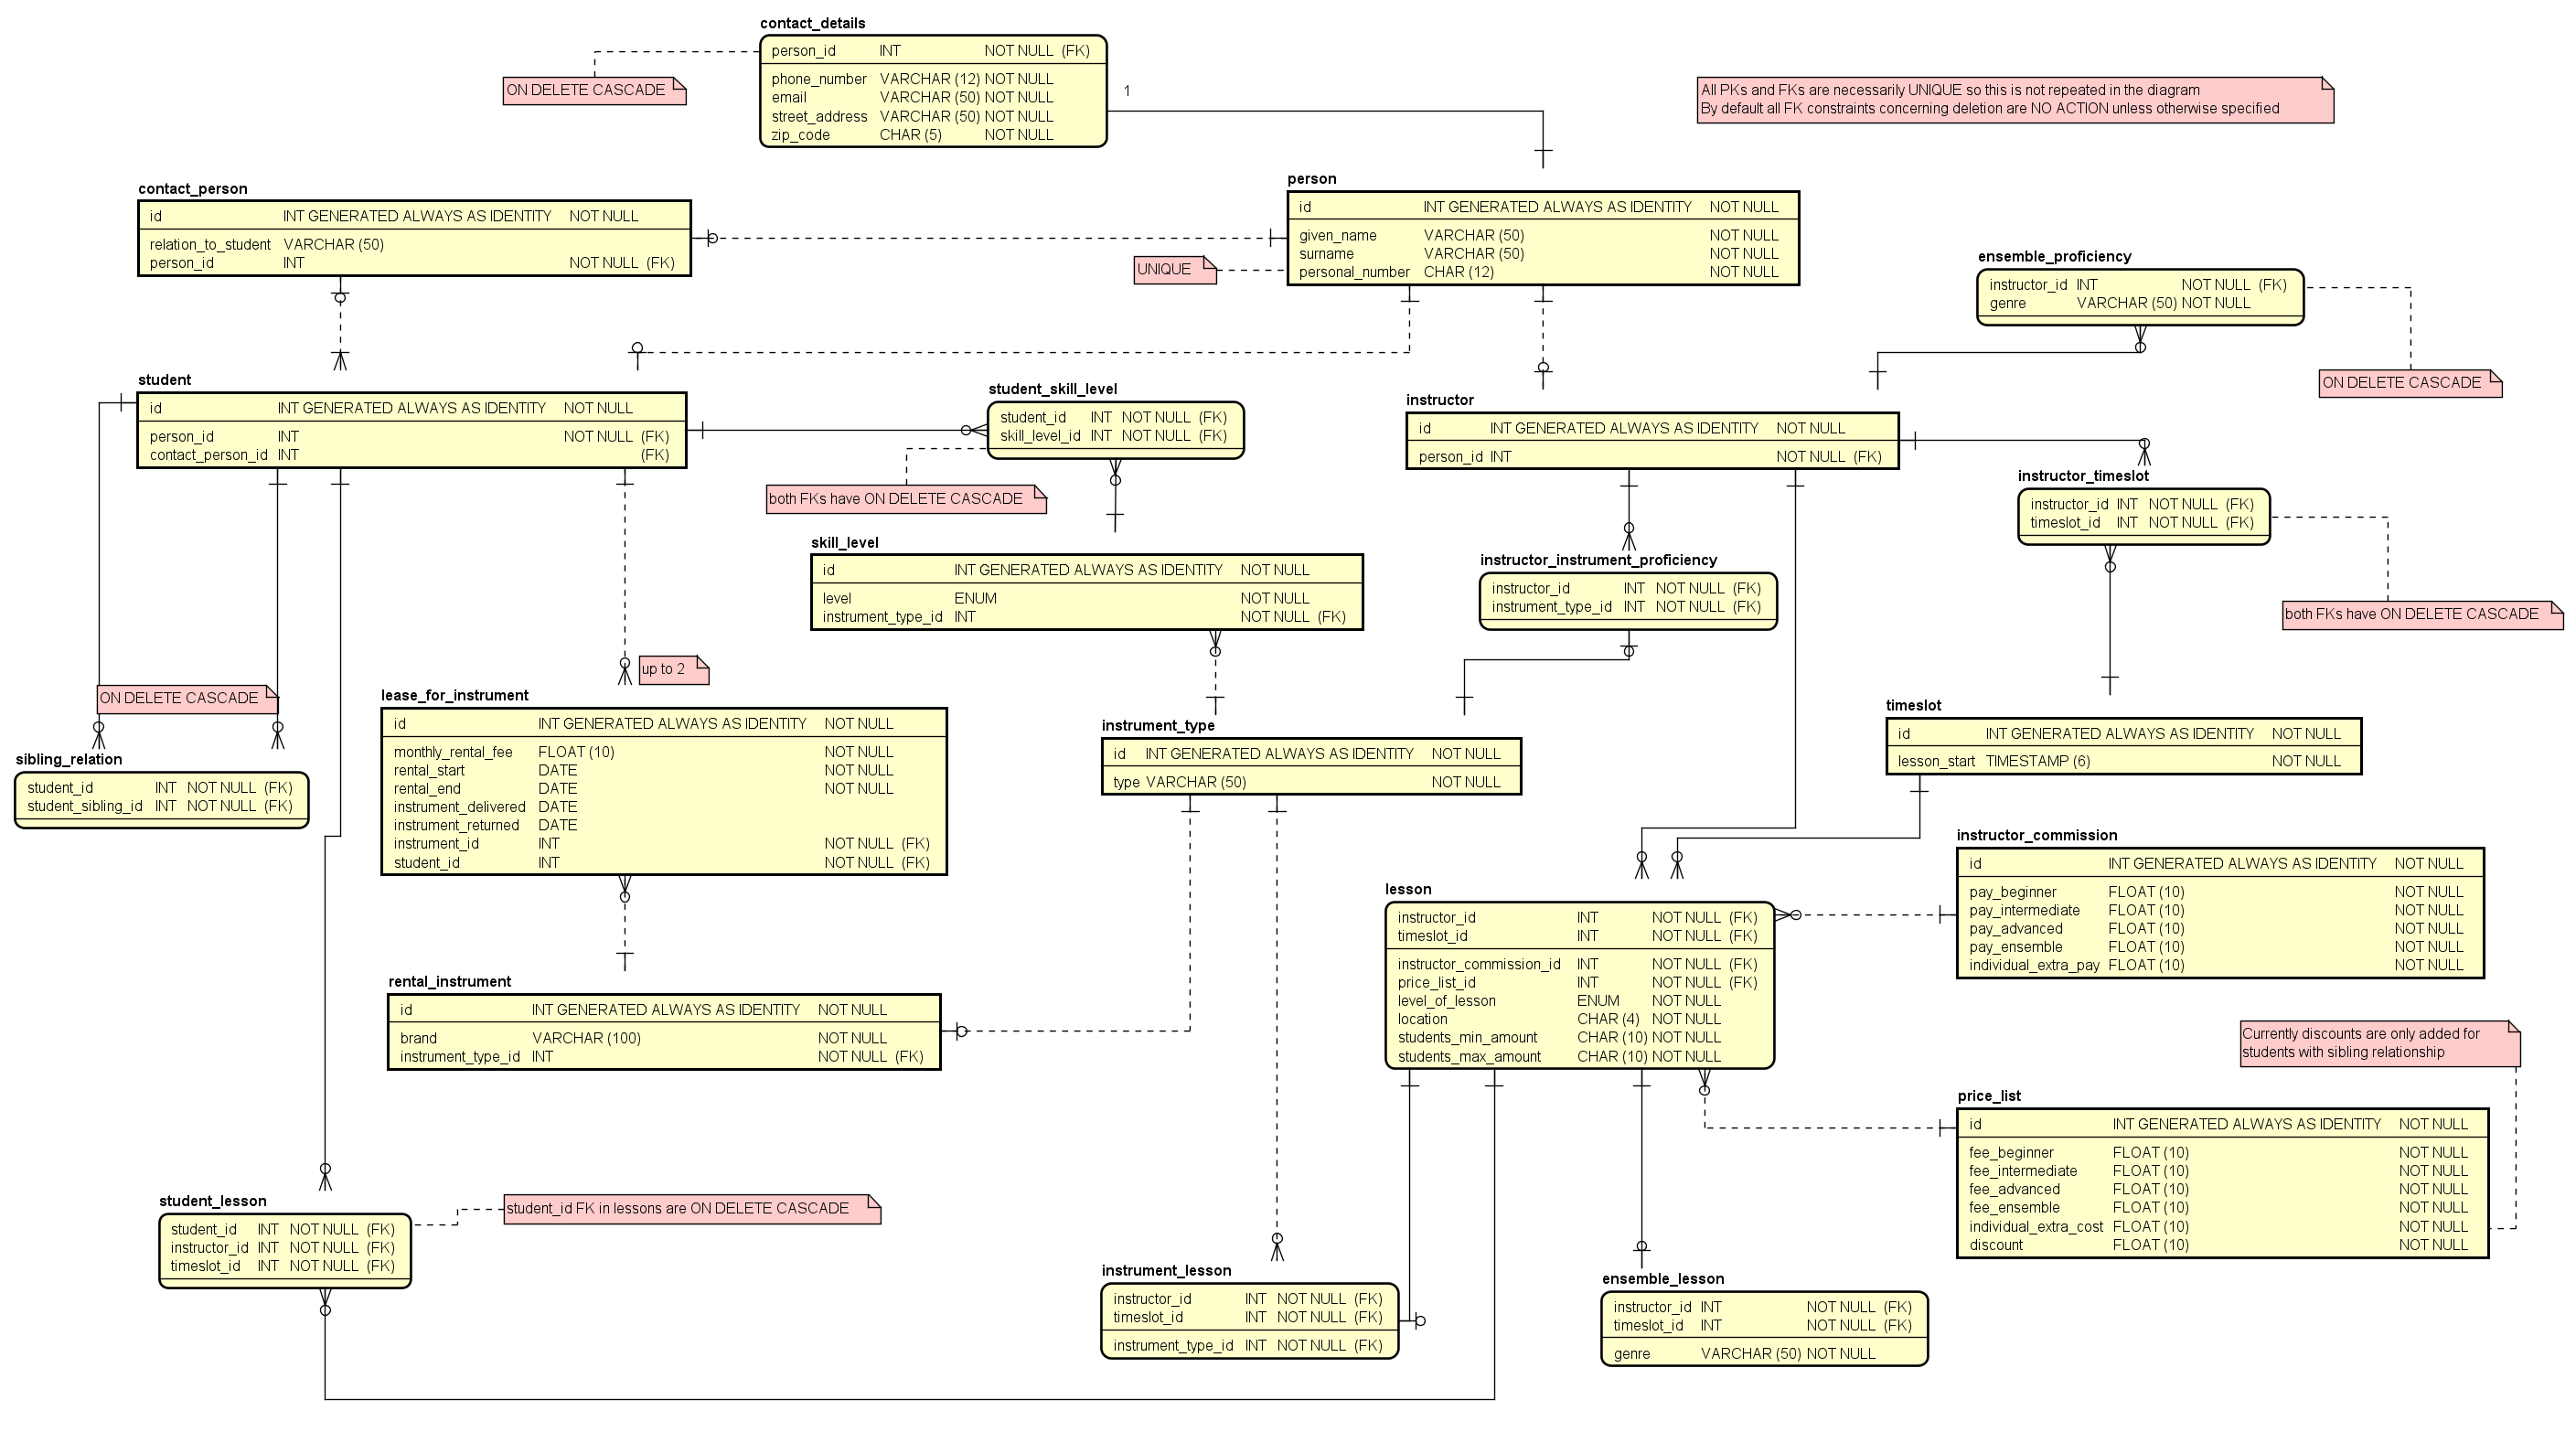 contact_details
person_id INT NOT NULL (FK)
phone_number VARCHAR (12) NOT NULL
email VARCHAR (50) NOT NULL
street_address VARCHAR (50) NOT NULL
zip_code CHAR (5) NOT NULL
ON DELETE CASCADE
1
All PKs and FKs are necessarily UNIQUE so this is not repeated in the diagram
By default all FK constraints concerning deletion are NO ACTION unless otherwise specified
contact_person
id INT GENERATED ALWAYS AS IDENTITY NOT NULL
relation_to_student VARCHAR (50)
person_id INT NOT NULL (FK)
person
id INT GENERATED ALWAYS AS IDENTITY NOT NULL
given_name VARCHAR (50) NOT NULL
surname VARCHAR (50) NOT NULL
personal_number CHAR (12) NOT NULL
UNIQUE
ensemble_proficiency
instructor_id INT NOT NULL (FK)
genre VARCHAR (50) NOT NULL
ON DELETE CASCADE
student
id INT GENERATED ALWAYS AS IDENTITY NOT NULL
person_id INT NOT NULL (FK)
contact_person_id INT (FK)
student_skill_level
student_id INT NOT NULL (FK)
skill_level_id INT NOT NULL (FK)
both FKs have ON DELETE CASCADE
instructor
id INT GENERATED ALWAYS AS IDENTITY NOT NULL
person_id INT NOT NULL (FK)
instructor_timeslot
instructor_id INT NOT NULL (FK)
timeslot_id INT NOT NULL (FK)
both FKs have ON DELETE CASCADE
skill_level
id INT GENERATED ALWAYS AS IDENTITY NOT NULL
level ENUM NOT NULL
instrument_type_id INT NOT NULL (FK)
instructor_instrument_proficiency
instructor_id INT NOT NULL (FK)
instrument_type_id INT NOT NULL (FK)
up to 2
ON DELETE CASCADE
sibling_relation
student_id INT NOT NULL (FK)
student_sibling_id INT NOT NULL (FK)
lease_for_instrument
id INT GENERATED ALWAYS AS IDENTITY NOT NULL
monthly_rental_fee FLOAT (10) NOT NULL
rental_start DATE NOT NULL
rental_end DATE NOT NULL
instrument_delivered DATE
instrument_returned DATE
instrument_id INT NOT NULL (FK)
student_id INT NOT NULL (FK)
instrument_type
id INT GENERATED ALWAYS AS IDENTITY NOT NULL
type VARCHAR (50) NOT NULL
timeslot
id INT GENERATED ALWAYS AS IDENTITY NOT NULL
lesson_start TIMESTAMP (6) NOT NULL
instructor_commission
id INT GENERATED ALWAYS AS IDENTITY NOT NULL
pay_beginner FLOAT (10) NOT NULL
pay_intermediate FLOAT (10) NOT NULL
pay_advanced FLOAT (10) NOT NULL
pay_ensemble FLOAT (10) NOT NULL
individual_extra_pay FLOAT (10) NOT NULL
lesson
instructor_id INT NOT NULL (FK)
timeslot_id INT NOT NULL (FK)
instructor_commission_id INT NOT NULL (FK)
price_list_id INT NOT NULL (FK)
level_of_lesson ENUM NOT NULL
location CHAR (4) NOT NULL
students_min_amount CHAR (10) NOT NULL
students_max_amount CHAR (10) NOT NULL
rental_instrument
id INT GENERATED ALWAYS AS IDENTITY NOT NULL
brand VARCHAR (100) NOT NULL
instrument_type_id INT NOT NULL (FK)
Currently discounts are only added for
students with sibling relationship
price_list
id INT GENERATED ALWAYS AS IDENTITY NOT NULL
fee_beginner FLOAT (10) NOT NULL
fee_intermediate FLOAT (10) NOT NULL
fee_advanced FLOAT (10) NOT NULL
fee_ensemble FLOAT (10) NOT NULL
individual_extra_cost FLOAT (10) NOT NULL
discount FLOAT (10) NOT NULL
student_lesson
student_id INT NOT NULL (FK)
instructor_id INT NOT NULL (FK)
timeslot_id INT NOT NULL (FK)
student_id FK in lessons are ON DELETE CASCADE
instrument_lesson
instructor_id INT NOT NULL (FK)
timeslot_id INT NOT NULL (FK)
instrument_type_id INT NOT NULL (FK)
ensemble_lesson
instructor_id INT NOT NULL (FK)
timeslot_id INT NOT NULL (FK)
genre VARCHAR (50) NOT NULL